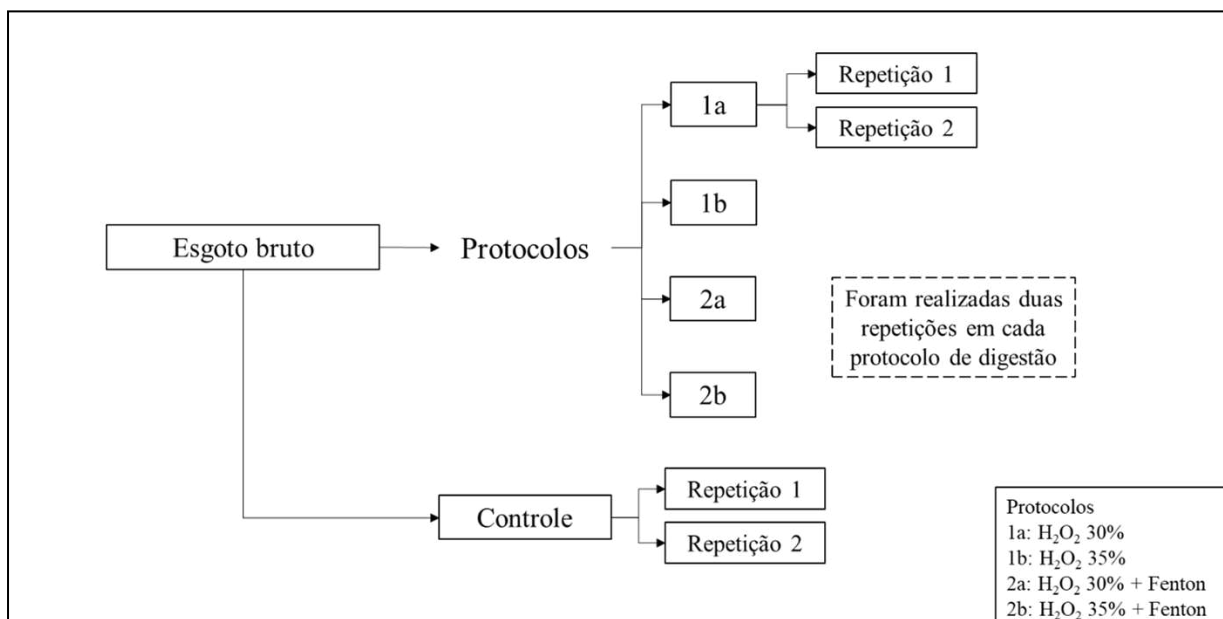 1a
Repetição 1
Repetição 2
1b
Esgoto bruto
Protocolos
2a
Foram realizadas duas
repetições em cada
protocolo de digestão
2b
Controle
Repetição 1
Repetição 2
Protocolos
1a: H₂O₂ 30%
1b: H₂O₂ 35%
2a: H₂O₂ 30% + Fenton
2b: H₂O₂ 35% + Fenton